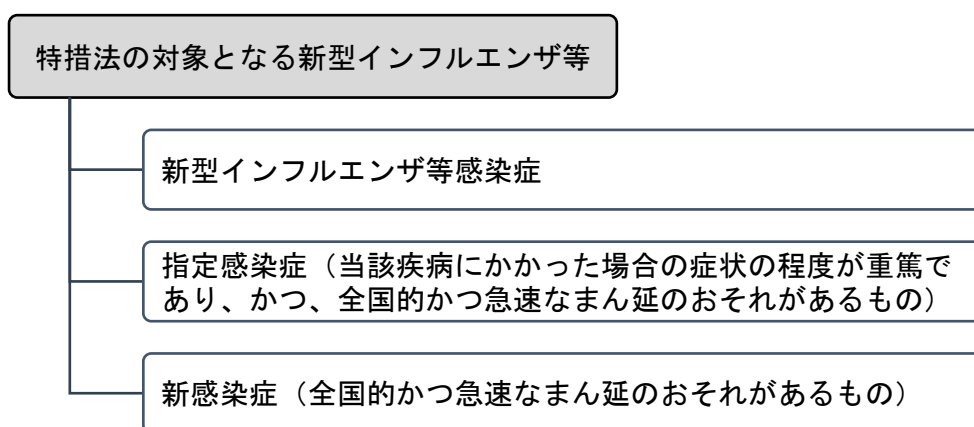 特措法の対象となる新型インフルエンザ等
新型インフルエンザ等感染症
指定感染症（当該疾病にかかった場合の症状の程度が重篤で
あり、かつ、全国的かつ急速なまん延のおそれがあるもの）
新感染症（全国的かつ急速なまん延のおそれがあるもの）